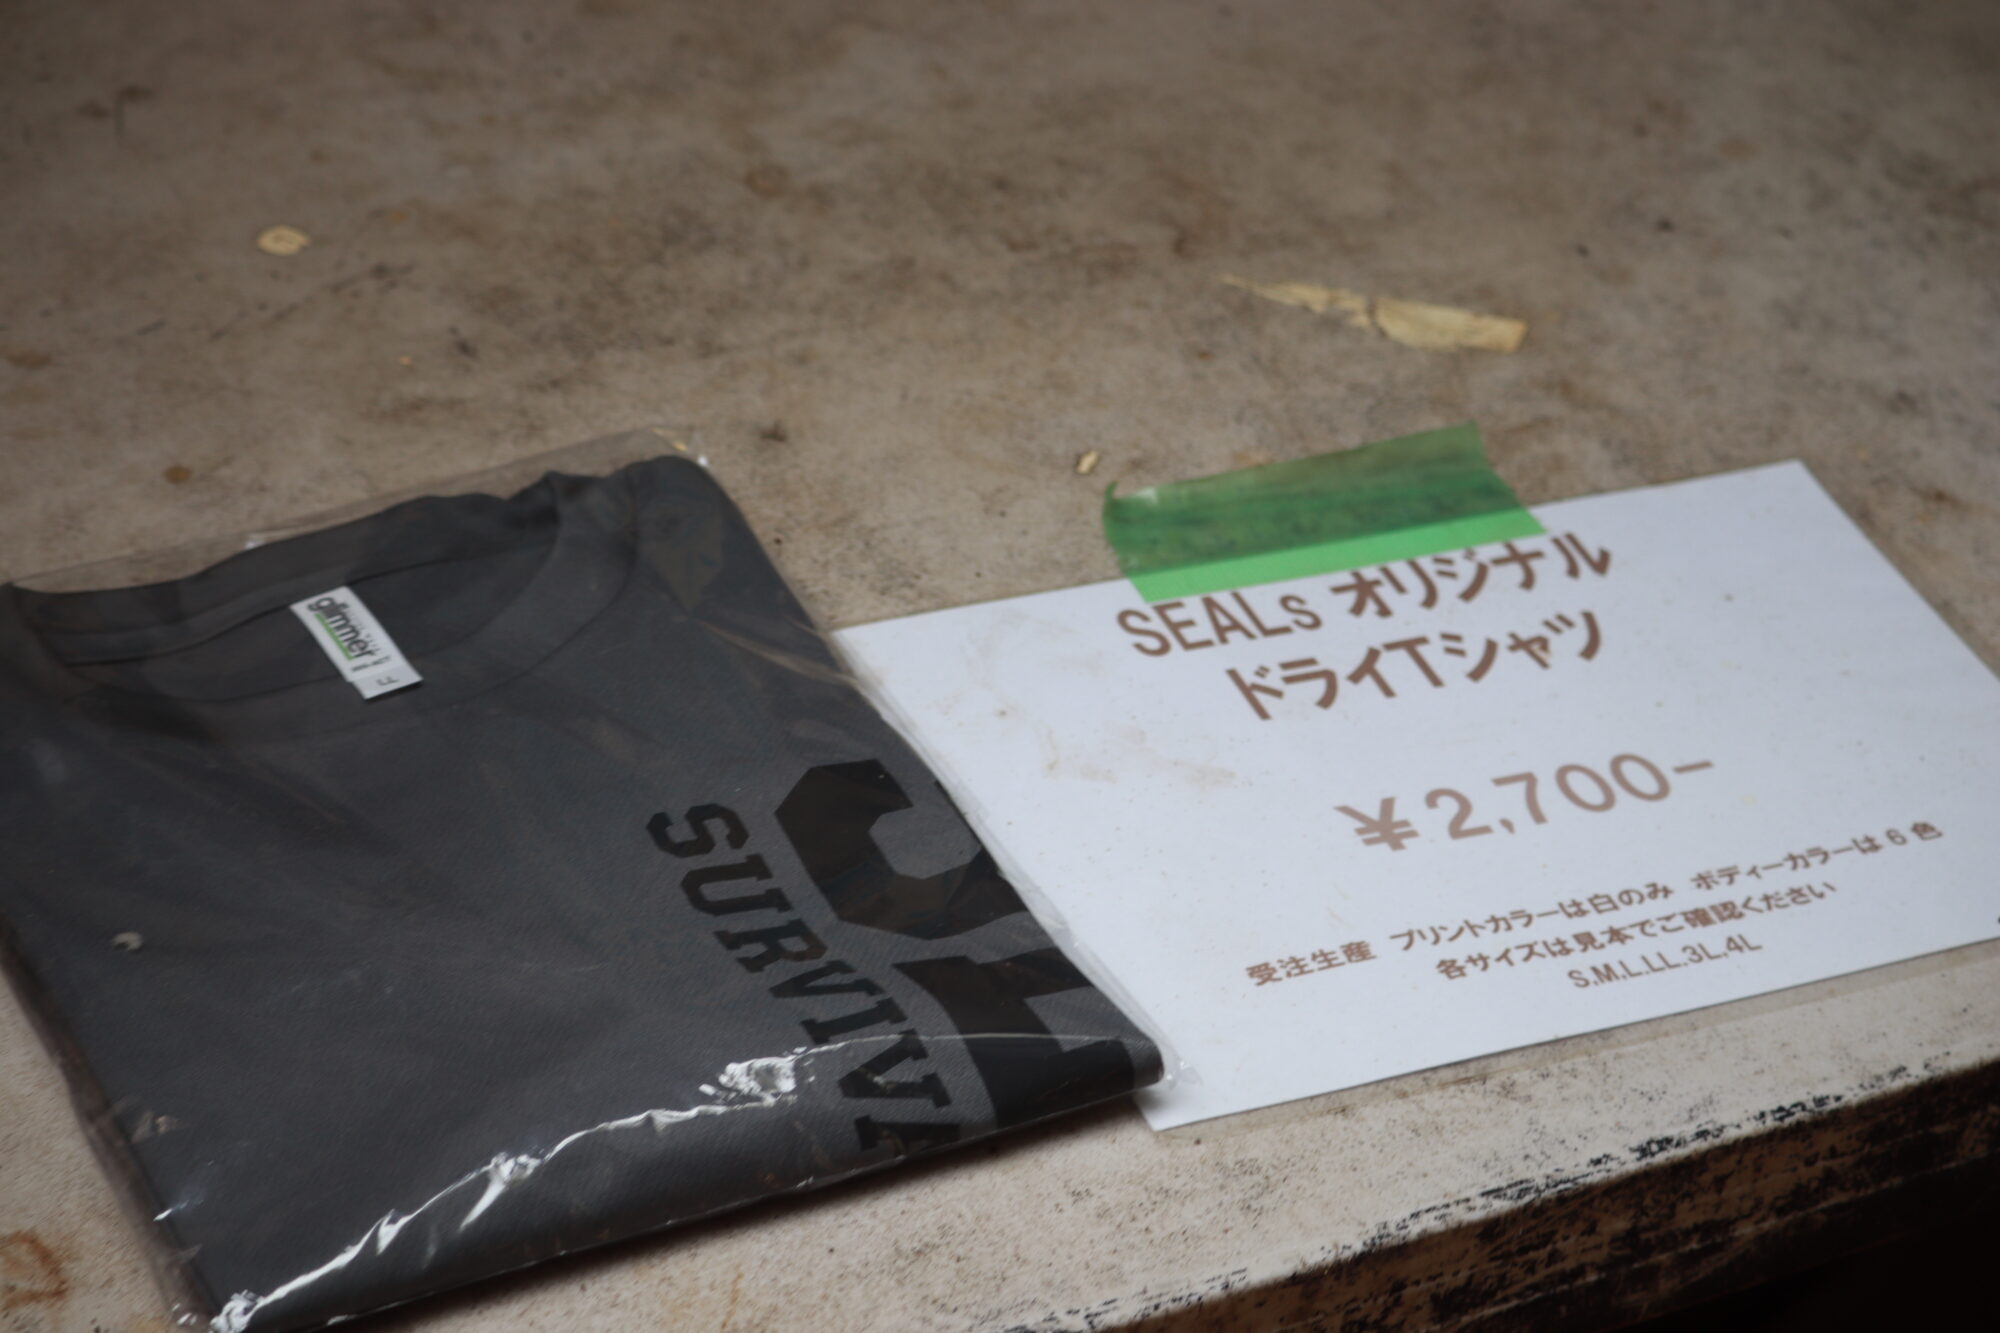 glimmer
LL
SURVIVA
SEALs オリジナル
ドライTシャツ
¥2,700-
受注生産 プリントカラーは白のみ ボディーカラーは6色
各サイズは見本でご確認ください
S.M.L.LL.3L.4L